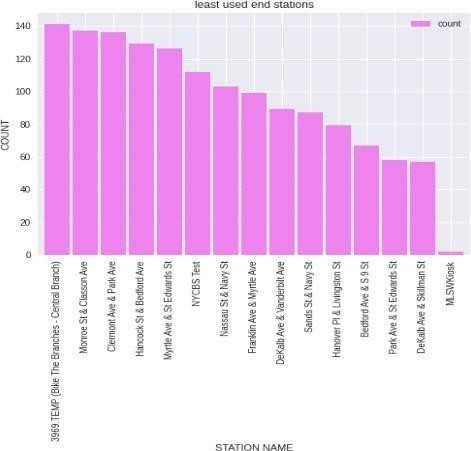 least used end stations
count
COUNT
140
120
100
80
60
40
20
0
3969.TEMP (Bike The Branches - Central Branch)
Monroe St & Classon Ave
Clermont Ave & Park Ave
Hancock St & Bedford Ave
Myrtle Ave & St Edwards St
NYCBS Test
Nassau St & Navy St
Franklin Ave & Myrtle Ave
DeKalb Ave & Vanderbilt Ave
Sands St & Navy St
Hanover Pl & Livingston St
Bedford Ave & S 9 St
Park Ave & St Edwards St
DeKalb Ave & Skillman St
MLSWKiosk
STATION NAME